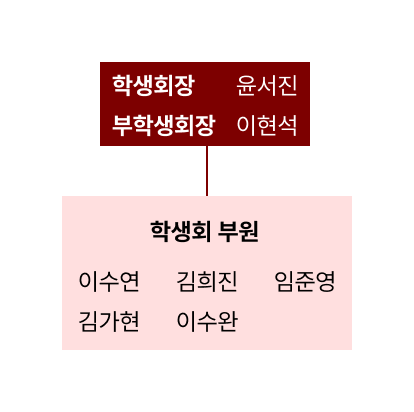 학생회장 윤서진
부학생회장 이현석
학생회 부원
이수연 김희진 임준영
김가현 이수완